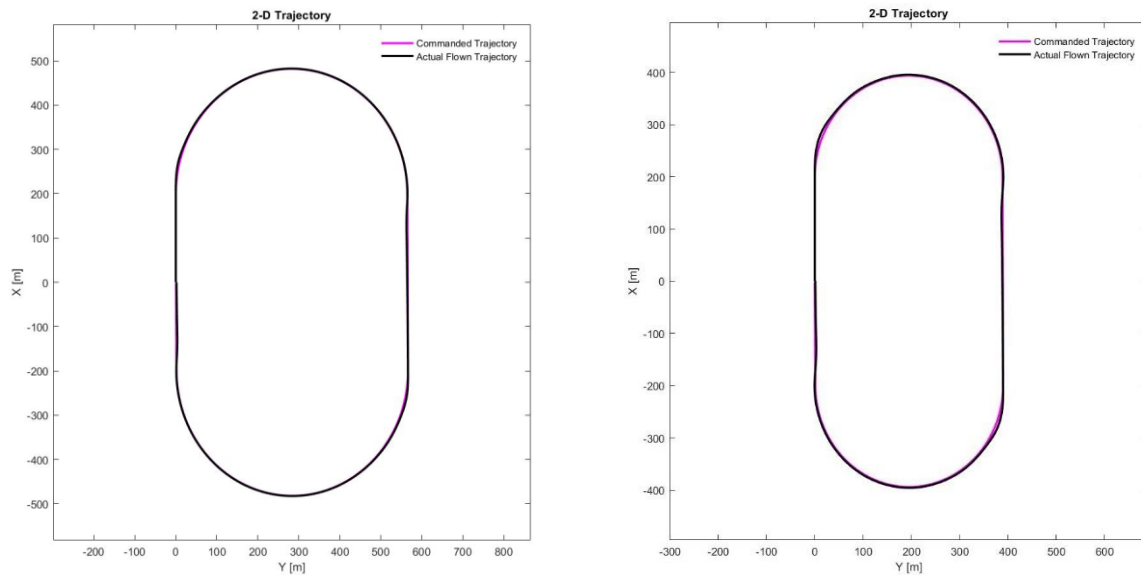 2-D Trajectory
Commanded Trajectory
Actual Flown Trajectory
500
400
300
200
100
0
-100
-200
-300
-400
-500
X [m]
-200 -100 0 100 200 300 400 500 600 700 800
Y [m]
2-D Trajectory
Commanded Trajectory
Actual Flown Trajectory
400
300
200
100
0
-100
-200
-300
-400
X [m]
-300 -200 -100 0 100 200 300 400 500 600
Y [m]